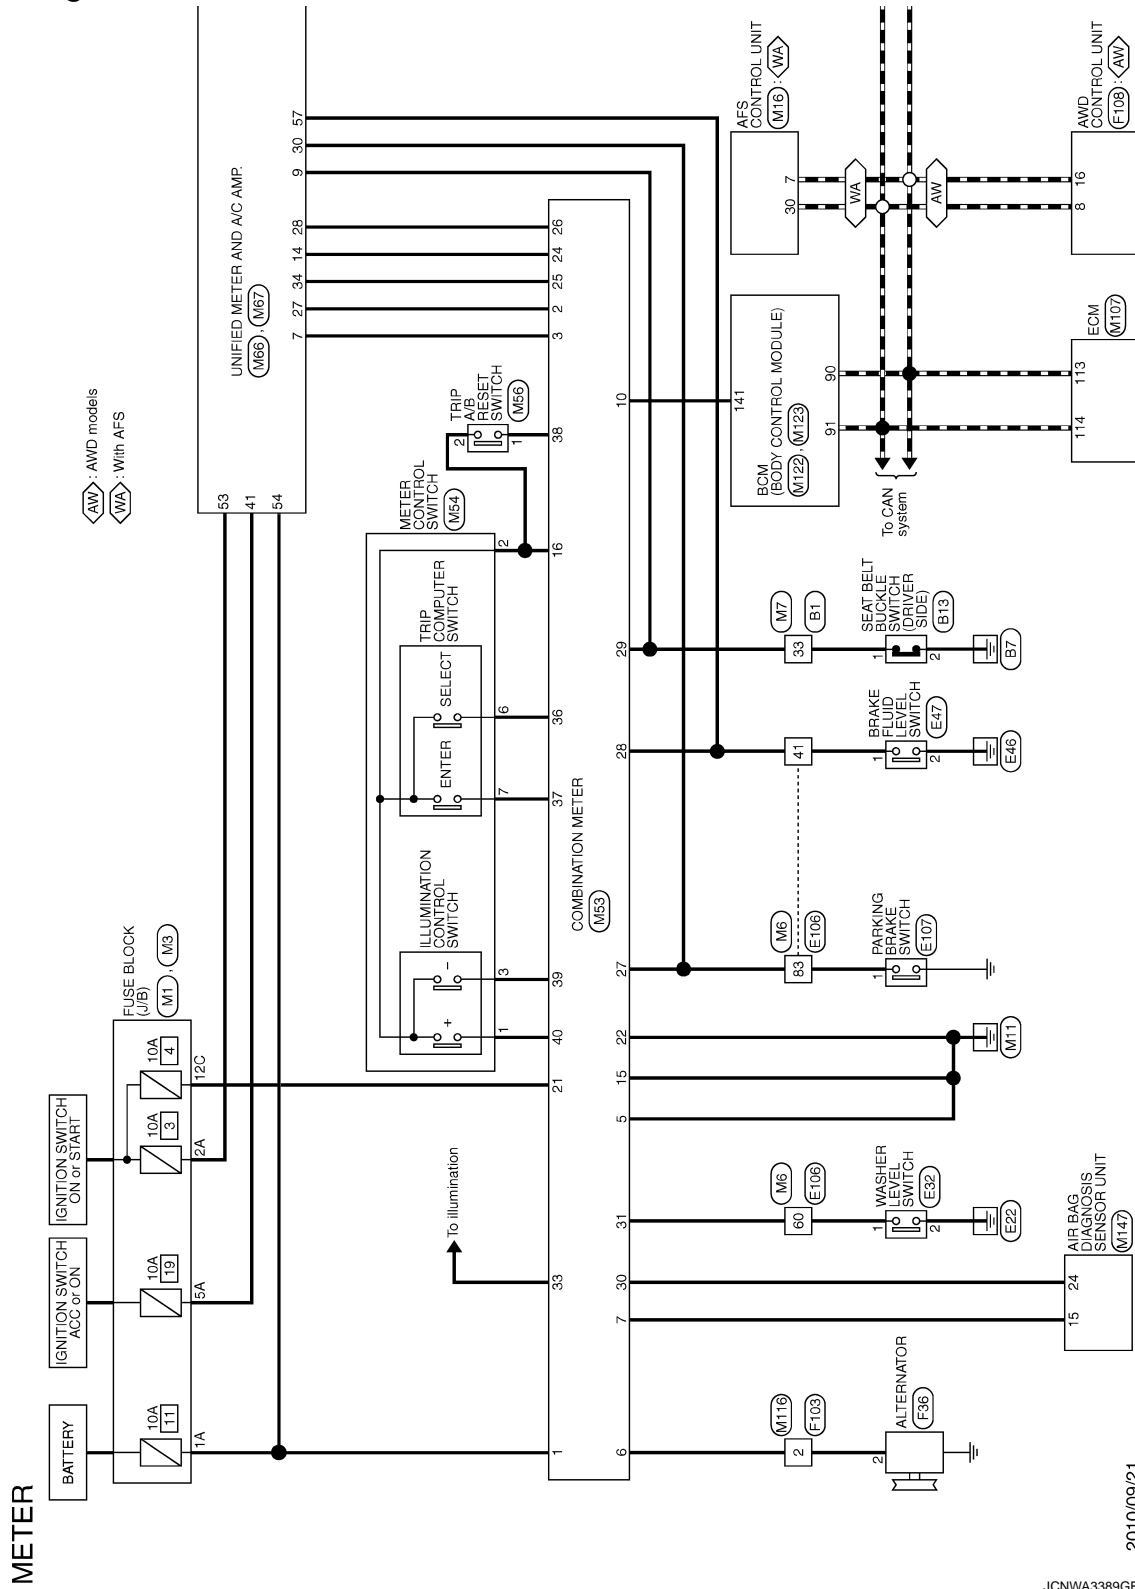 METER
AW : AWD models
WA : With AFS
BATTERY
IGNITION SWITCH
ACC or ON
IGNITION SWITCH
ON or START
FUSE BLOCK
(J/B)
M1 , M3
10A
11
10A
19
10A
3
10A
4
1A
5A
2A
12C
53
41
54
UNIFIED METER AND A/C AMP.
M66 , M67
7
27
34
14
28
9
30
57
METER
CONTROL
SWITCH
M54
ILLUMINATION
CONTROL
SWITCH
+
−
TRIP
COMPUTER
SWITCH
ENTER
SELECT
1
3
7
6
2
TRIP
A/B
RESET
SWITCH
M56
2
1
To illumination
1
33
21
40
39
37
36
16
38
3
2
25
24
26
COMBINATION METER
M53
6
7
30
31
5
15
22
27
28
29
10
M116
2
F103
ALTERNATOR
2
F36
AIR BAG
DIAGNOSIS
SENSOR UNIT
M147
15
24
M6
60
E106
WASHER
LEVEL
SWITCH
E32
1
2
E22
M11
M6
83
E106
PARKING
BRAKE
SWITCH
E107
1
41
BRAKE
FLUID
LEVEL
SWITCH
E47
1
2
E46
M7
33
B1
SEAT BELT
BUCKLE
SWITCH
(DRIVER
SIDE)
B13
1
2
B7
141
BCM
(BODY CONTROL MODULE)
M122 , M123
91
90
To CAN
system
ECM
M107
114
113
AFS
CONTROL UNIT
M16 : WA
30
7
WA
AW
8
16
AWD
CONTROL UNIT
F108 : AW
2010/09/21